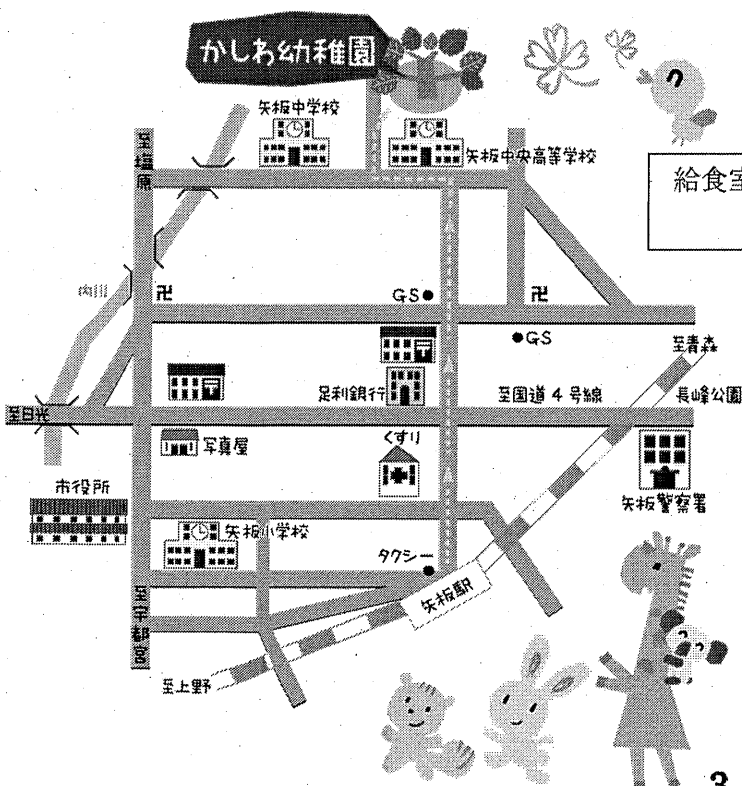 かしわ幼稚園
矢板中学校
矢板中央高等学校
至塩原
給食室
内川
卍
GS
卍
GS
至青森
足利銀行
至国道4号線
長峰公園
至日光
写真屋
くすり
市役所
矢板警察署
矢板小学校
タクシー
矢板駅
至宇都宮
至上野
3